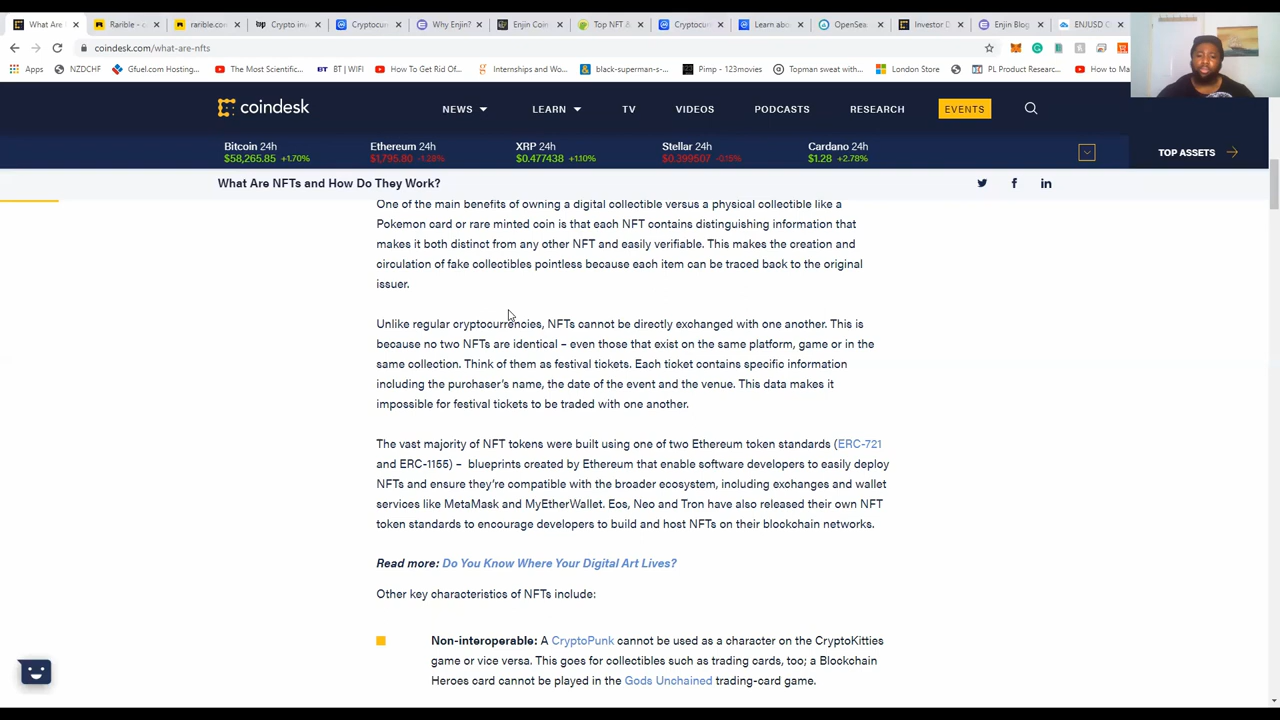 What Are
Rarible -
rarible.co
Crypto in
Cryptocur
Why Enjin?
Enjin Coin
Top NFT &
Cryptocur
Learn abo
OpenSea
Investor D
Enjin Blog
ENJUSD
coindesk.com/what-are-nfts
Apps
NZDCHF
Gfuel.com Hosting...
The Most Scientific...
BT | WIFI
How To Get Rid Of...
Internships and Wo...
black-superman-s-...
Pimp - 123movies
Topman sweat with...
London Store
PL Product Researc...
How to Ma
coindesk
NEWS
LEARN
TV
VIDEOS
PODCASTS
RESEARCH
EVENTS
Bitcoin 24h
$58,265.85 +1.70%
Ethereum 24h
$1,795.80 -1.28%
XRP 24h
$0.477438 +1.10%
Stellar 24h
$0.399507 -0.15%
Cardano 24h
$1.28 +2.78%
TOP ASSETS
What Are NFTs and How Do They Work?
One of the main benefits of owning a digital collectible versus a physical collectible like a
Pokemon card or rare minted coin is that each NFT contains distinguishing information that
makes it both distinct from any other NFT and easily verifiable. This makes the creation and
circulation of fake collectibles pointless because each item can be traced back to the original
issuer.
Unlike regular cryptocurrencies, NFTs cannot be directly exchanged with one another. This is
because no two NFTs are identical – even those that exist on the same platform, game or in the
same collection. Think of them as festival tickets. Each ticket contains specific information
including the purchaser's name, the date of the event and the venue. This data makes it
impossible for festival tickets to be traded with one another.
The vast majority of NFT tokens were built using one of two Ethereum token standards (ERC-721
and ERC-1155) – blueprints created by Ethereum that enable software developers to easily deploy
NFTs and ensure they're compatible with the broader ecosystem, including exchanges and wallet
services like MetaMask and MyEtherWallet. Eos, Neo and Tron have also released their own NFT
token standards to encourage developers to build and host NFTs on their blockchain networks.
Read more: Do You Know Where Your Digital Art Lives?
Other key characteristics of NFTs include:
Non-interoperable: A CryptoPunk cannot be used as a character on the CryptoKitties
game or vice versa. This goes for collectibles such as trading cards, too; a Blockchain
Heroes card cannot be played in the Gods Unchained trading-card game.